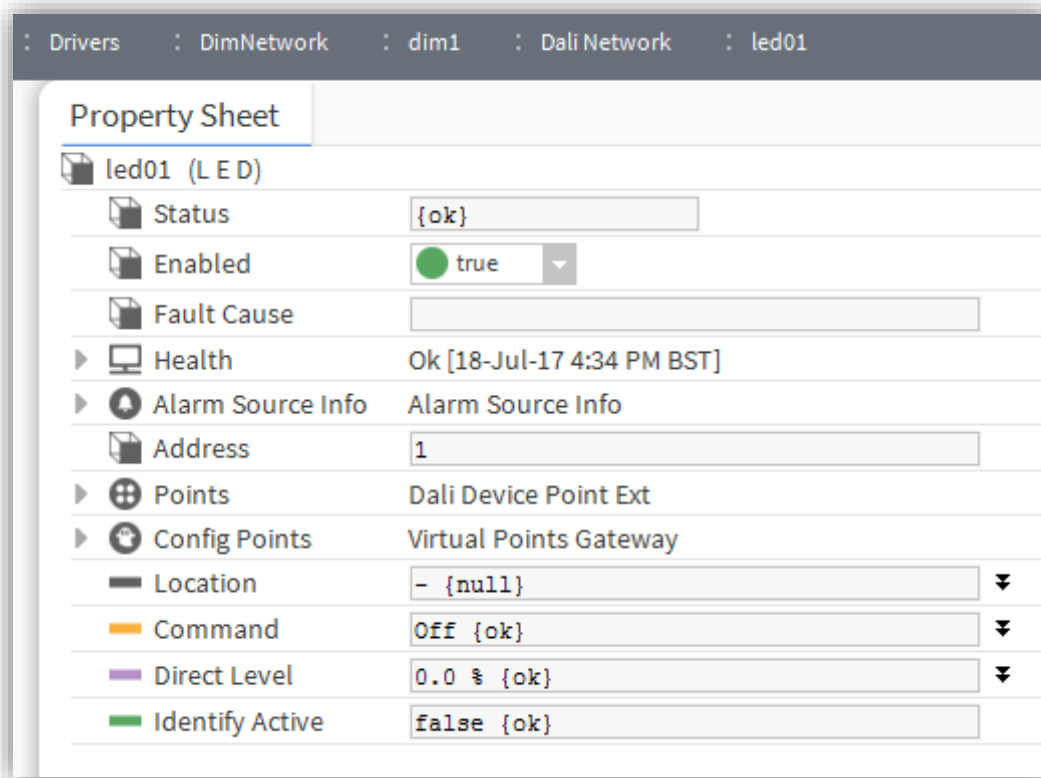 : Drivers : DimNetwork : dim1 : Dali Network : led01
Property Sheet
led01 (L E D)
Status {ok}
Enabled true
Fault Cause
Health Ok [18-Jul-17 4:34 PM BST]
Alarm Source Info Alarm Source Info
Address 1
Points Dali Device Point Ext
Config Points Virtual Points Gateway
Location - {null}
Command Off {ok}
Direct Level 0.0 % {ok}
Identify Active false {ok}